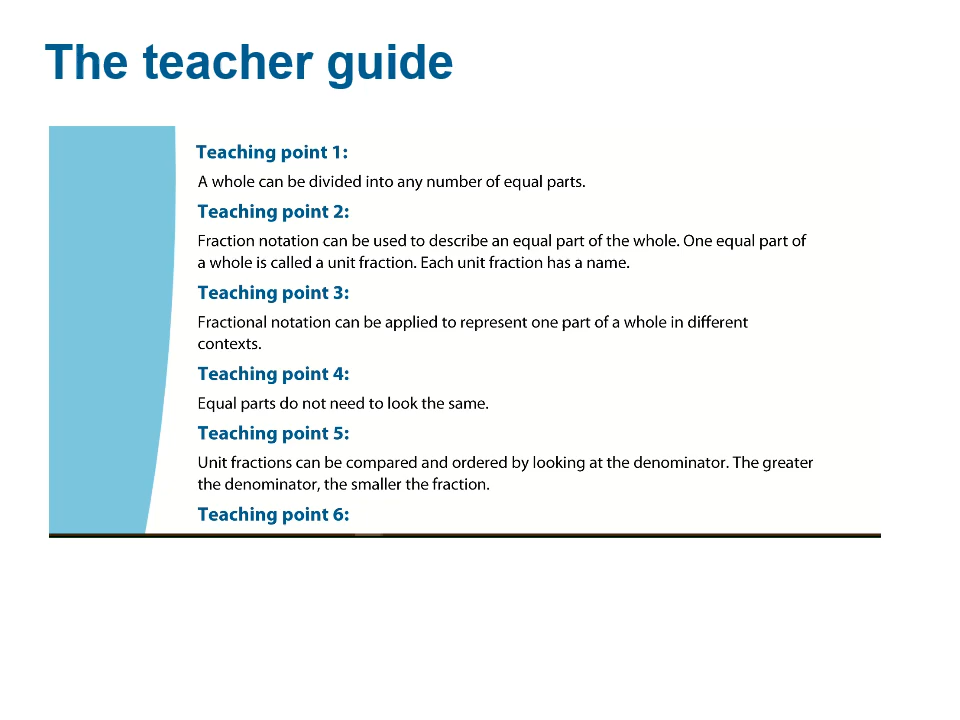 The teacher guide
Teaching point 1:
A whole can be divided into any number of equal parts.
Teaching point 2:
Fraction notation can be used to describe an equal part of the whole. One equal part of
a whole is called a unit fraction. Each unit fraction has a name.
Teaching point 3:
Fractional notation can be applied to represent one part of a whole in different
contexts.
Teaching point 4:
Equal parts do not need to look the same.
Teaching point 5:
Unit fractions can be compared and ordered by looking at the denominator. The greater
the denominator, the smaller the fraction.
Teaching point 6: